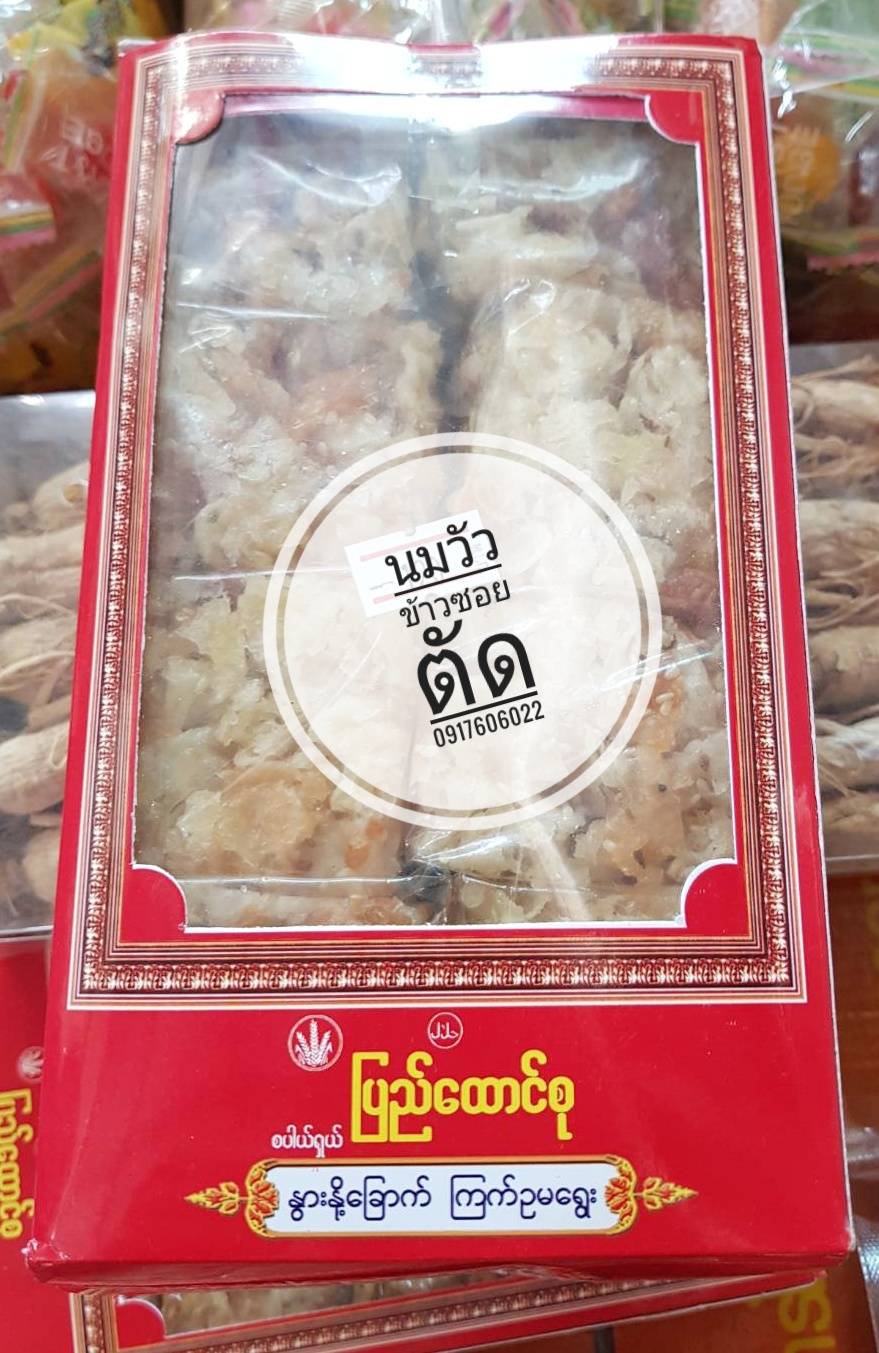 นมวัว
ข้าวซอย
ตัด
0917606022
حلال
ပြည်ထောင်စု
စပါယ်ရှယ်
နွားနို့ခြောက် ကြက်ဥမရွှေး